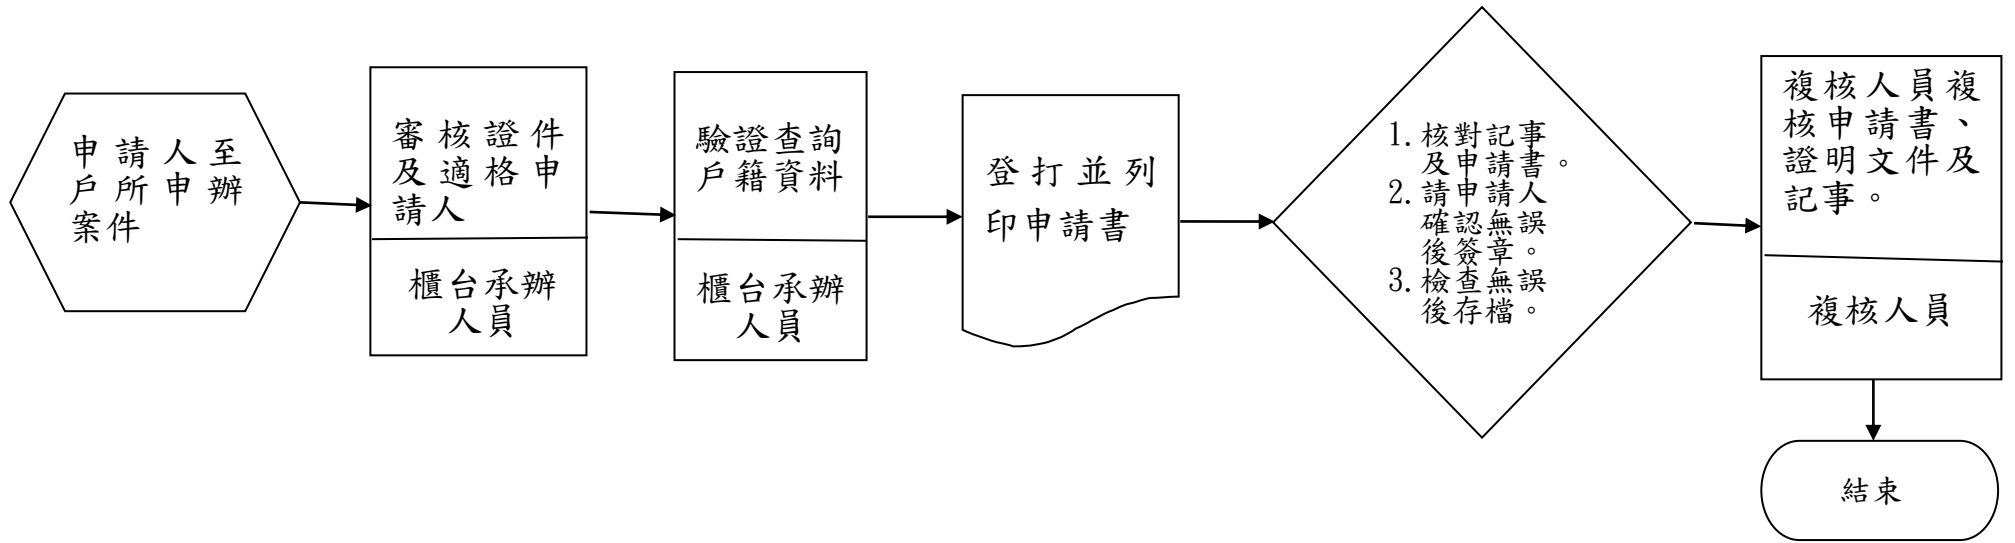 申請人至
戶所申辦
案件
審核證件
及適格申
請人
櫃台承辦
人員
驗證查詢
戶籍資料
櫃台承辦
人員
登打並列
印申請書
1.核對記事
及申請書。
2.請申請人
確認無誤
後簽章。
3.檢查無誤
後存檔。
複核人員複
核申請書、
證明文件及
記事。
複核人員
結束